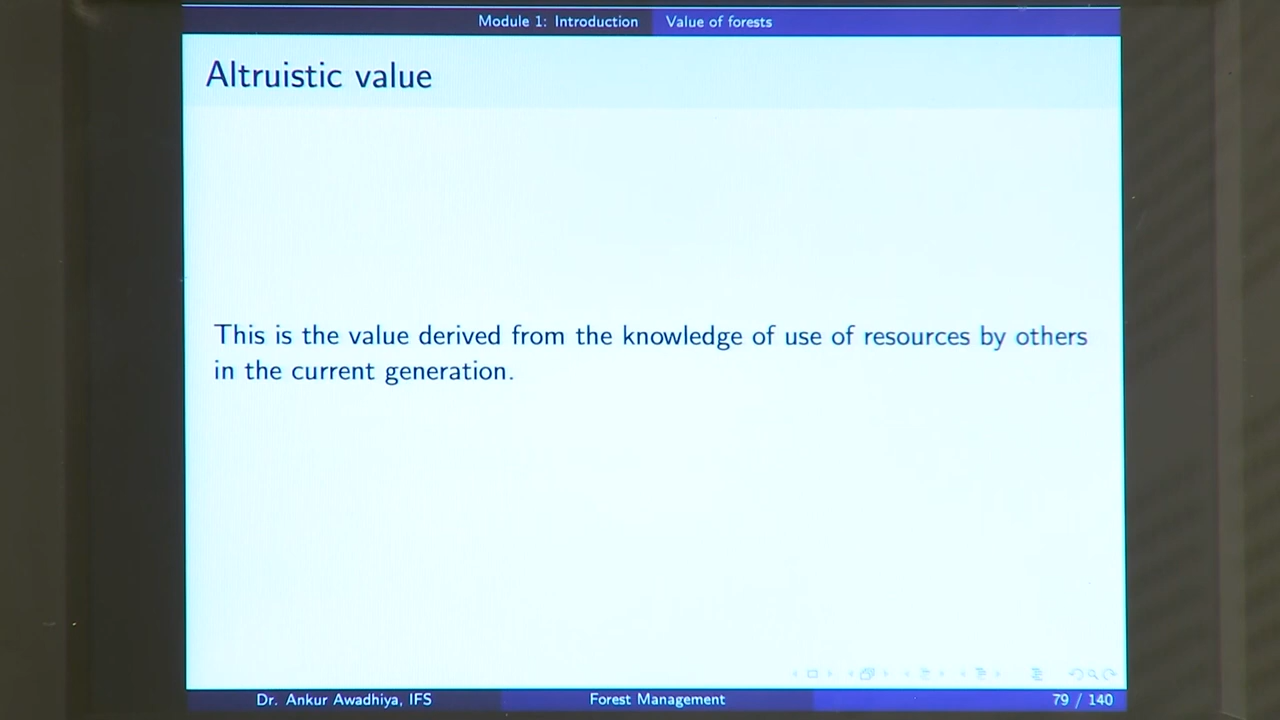 Module 1: Introduction Value of forests
Altruistic value
This is the value derived from the knowledge of use of resources by others
in the current generation.
Dr. Ankur Awadhiya, IFS Forest Management 79 / 140